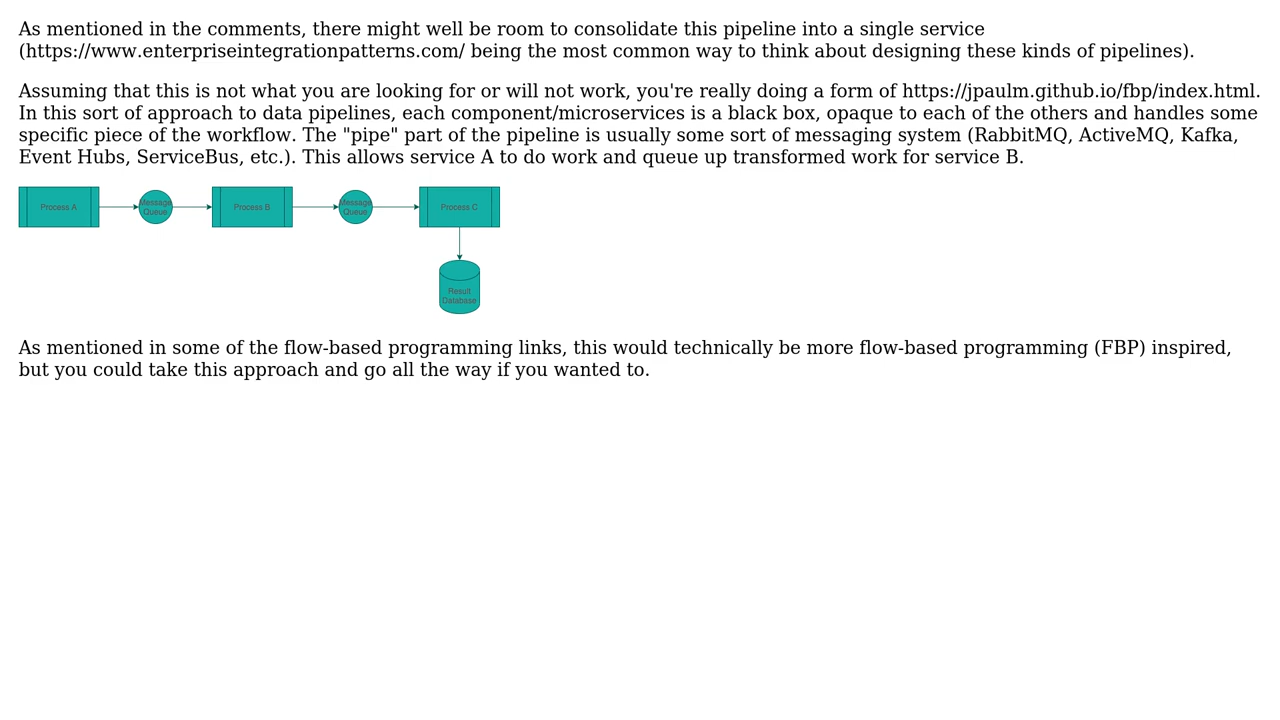 As mentioned in the comments, there might well be room to consolidate this pipeline into a single service
(https://www.enterpriseintegrationpatterns.com/ being the most common way to think about designing these kinds of pipelines).
Assuming that this is not what you are looking for or will not work, you're really doing a form of https://jpaulm.github.io/fbp/index.html.
In this sort of approach to data pipelines, each component/microservices is a black box, opaque to each of the others and handles some
specific piece of the workflow. The "pipe" part of the pipeline is usually some sort of messaging system (RabbitMQ, ActiveMQ, Kafka,
Event Hubs, ServiceBus, etc.). This allows service A to do work and queue up transformed work for service B.
Process A
Message
Queue
Process B
Message
Queue
Process C
Result
Database
As mentioned in some of the flow-based programming links, this would technically be more flow-based programming (FBP) inspired,
but you could take this approach and go all the way if you wanted to.